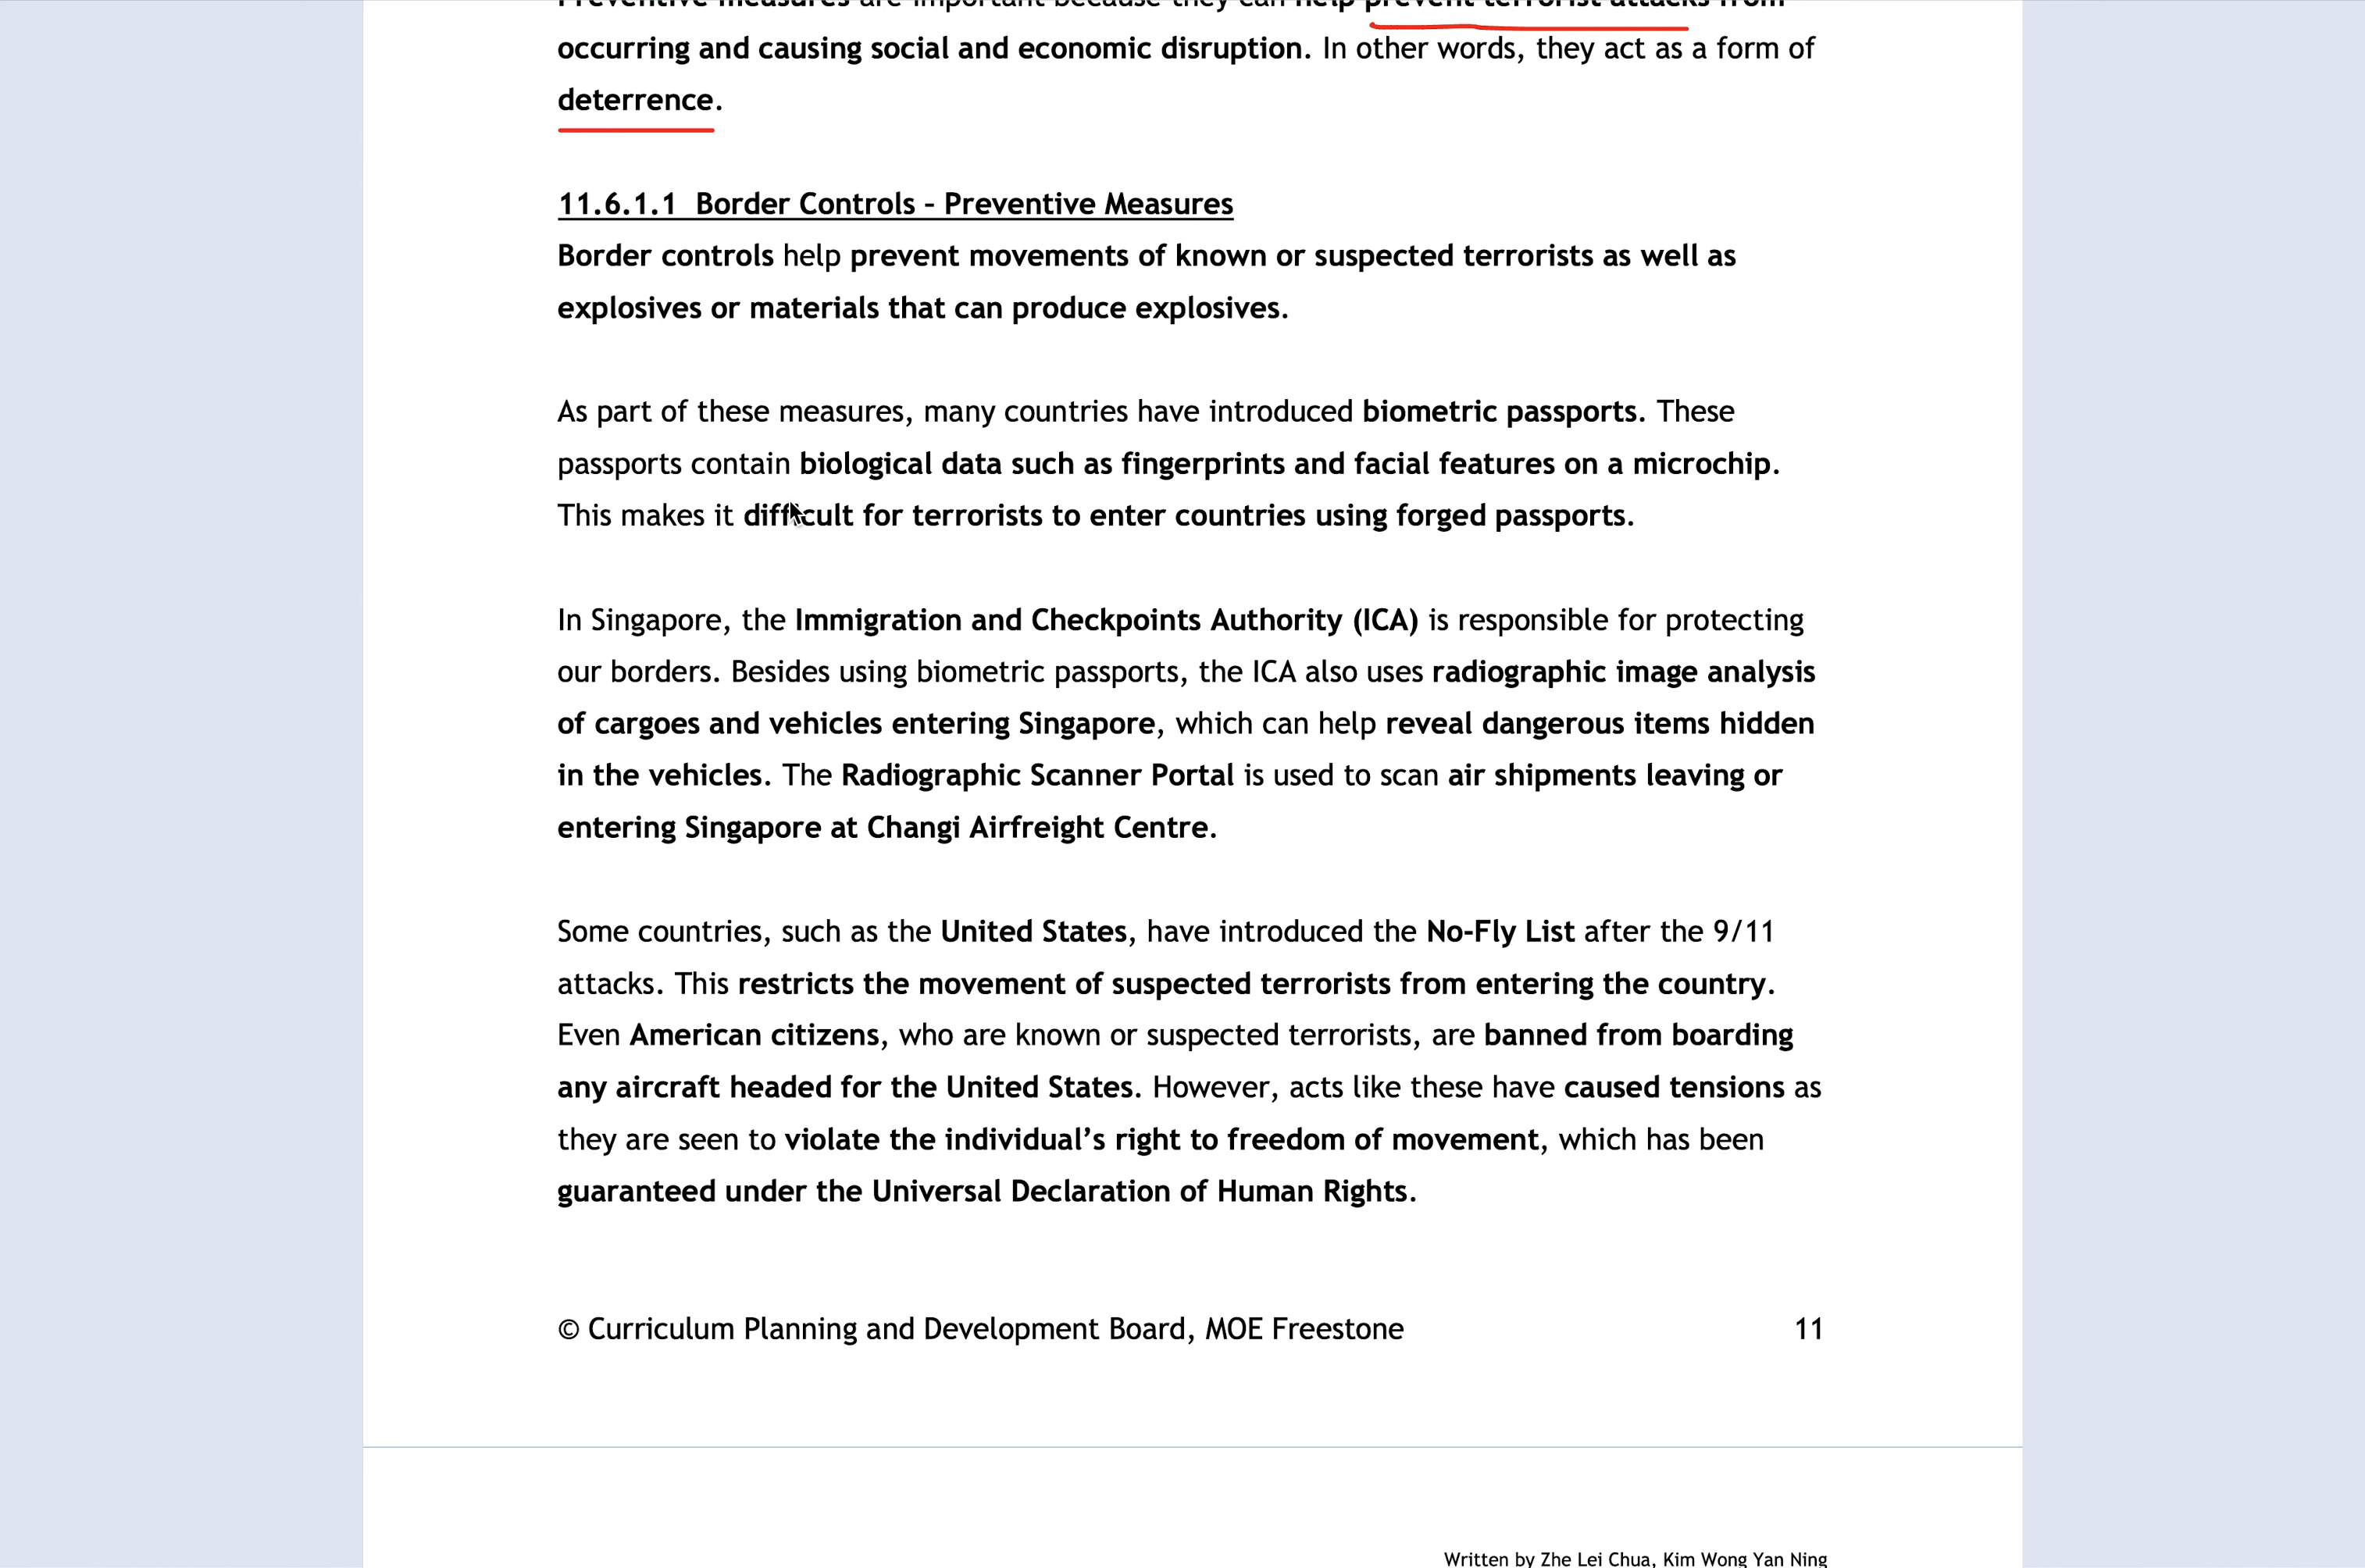 Preventive measures are important because they can help prevent terrorist attacks from
occurring and causing social and economic disruption. In other words, they act as a form of
deterrence.
11.6.1.1 Border Controls – Preventive Measures
Border controls help prevent movements of known or suspected terrorists as well as
explosives or materials that can produce explosives.
As part of these measures, many countries have introduced biometric passports. These
passports contain biological data such as fingerprints and facial features on a microchip.
This makes it difficult for terrorists to enter countries using forged passports.
In Singapore, the Immigration and Checkpoints Authority (ICA) is responsible for protecting
our borders. Besides using biometric passports, the ICA also uses radiographic image analysis
of cargoes and vehicles entering Singapore, which can help reveal dangerous items hidden
in the vehicles. The Radiographic Scanner Portal is used to scan air shipments leaving or
entering Singapore at Changi Airfreight Centre.
Some countries, such as the United States, have introduced the No-Fly List after the 9/11
attacks. This restricts the movement of suspected terrorists from entering the country.
Even American citizens, who are known or suspected terrorists, are banned from boarding
any aircraft headed for the United States. However, acts like these have caused tensions as
they are seen to violate the individual’s right to freedom of movement, which has been
guaranteed under the Universal Declaration of Human Rights.
© Curriculum Planning and Development Board, MOE Freestone 11
Written by Zhe Lei Chua, Kim Wong Yan Ning